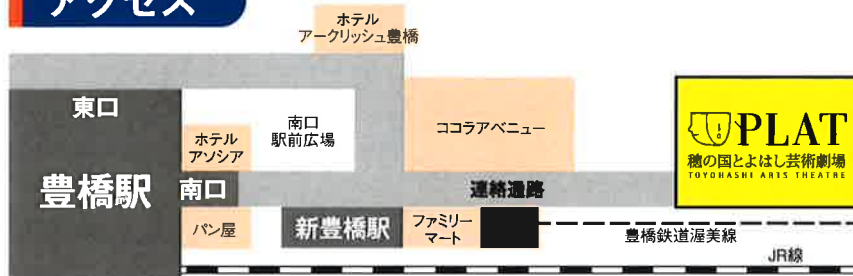 アクセス
ホテル
アークリッシュ豊橋
東口
ホテル
アソシア
南口
駅前広場
ココラアベニュー
PLAT
穂の国とよはし芸術劇場
TOYOHASHI ARTS THEATRE
豊橋駅
南口
連絡通路
パン屋
新豊橋駅
ファミリー
マート
豊橋鉄道渥美線
JR線